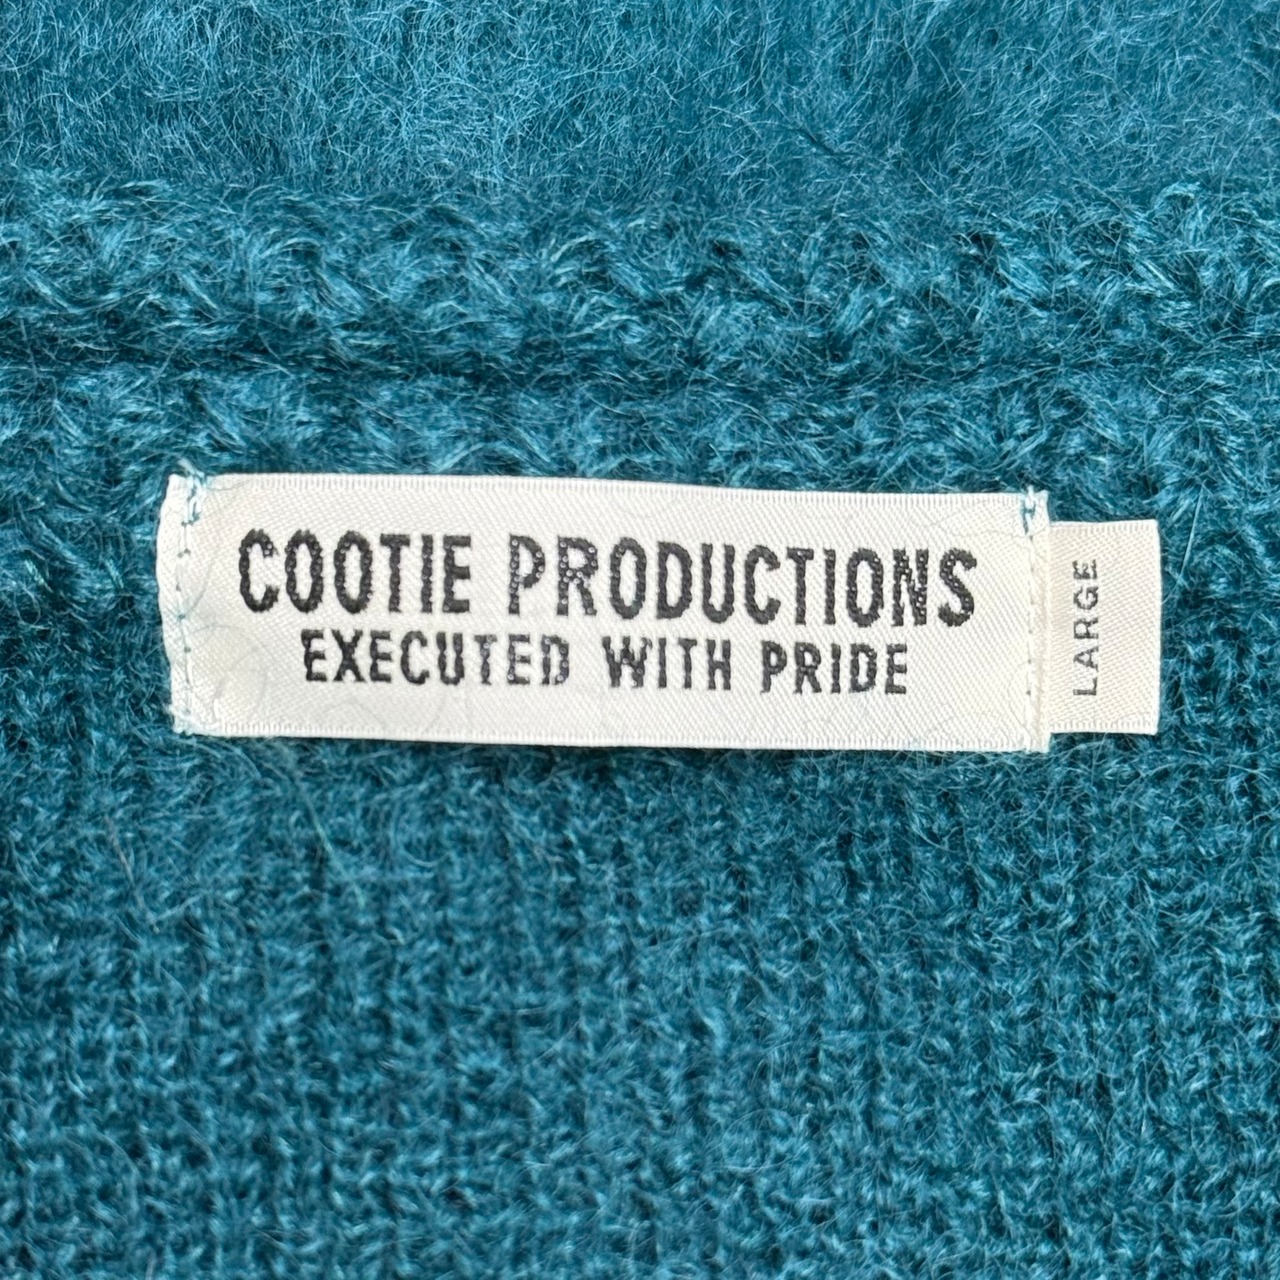 COOTIE PRODUCTIONS
EXECUTED WITH PRIDE
LARGE